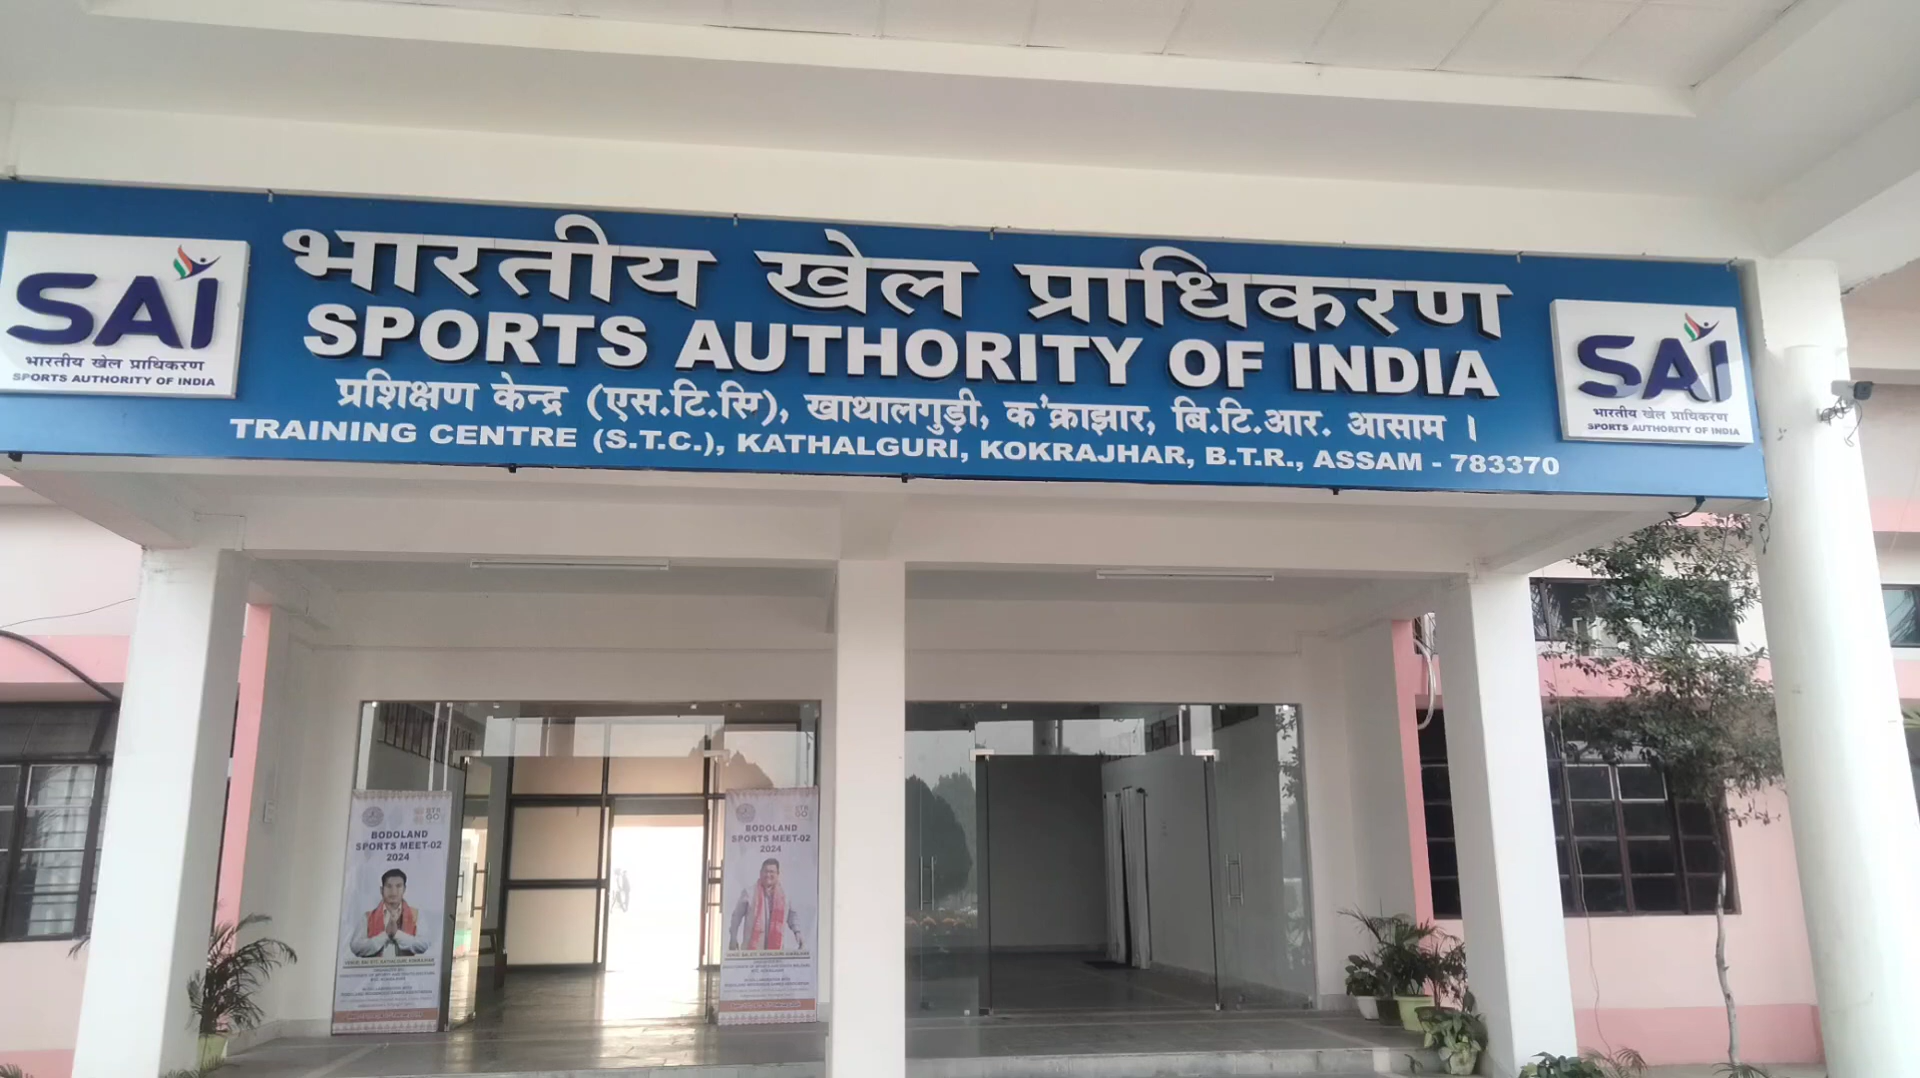 SAI
भारतीय खेल प्राधिकरण
SPORTS AUTHORITY OF INDIA
भारतीय खेल प्राधिकरण
SPORTS AUTHORITY OF INDIA
प्रशिक्षण केन्द्र (एस.टि.सि), खाथालगुड़ी, क'क्राझार, बि.टि.आर. आसाम ।
TRAINING CENTRE (S.T.C.), KATHALGURI, KOKRAJHAR, B.T.R., ASSAM - 783370
SAI
भारतीय खेल प्राधिकरण
SPORTS AUTHORITY OF INDIA
BODOLAND
SPORTS MEET-02
2024
BODOLAND
SPORTS MEET-02
2024